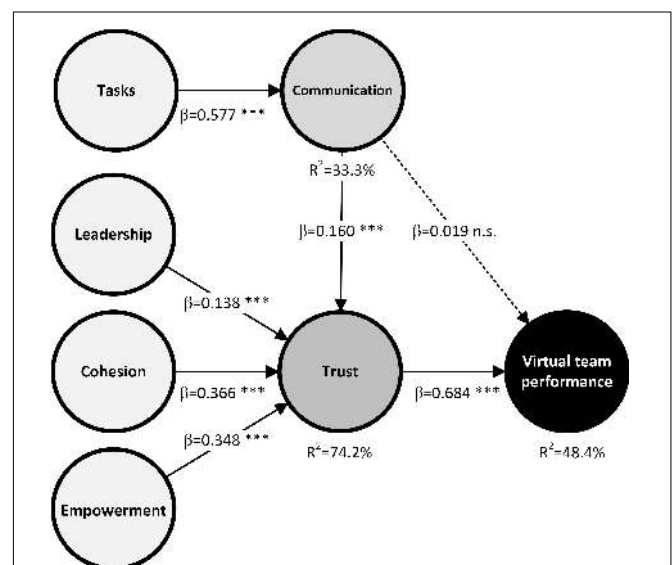 Tasks
β=0.577 ***
Communication
R²=33.3%
Leadership
β=0.160 ***
β=0.019 n.s.
β=0.138 ***
Cohesion
β=0.366 ***
Trust
β=0.684 ***
Virtual team
performance
β=0.348 ***
R²=74.2%
R²=48.4%
Empowerment